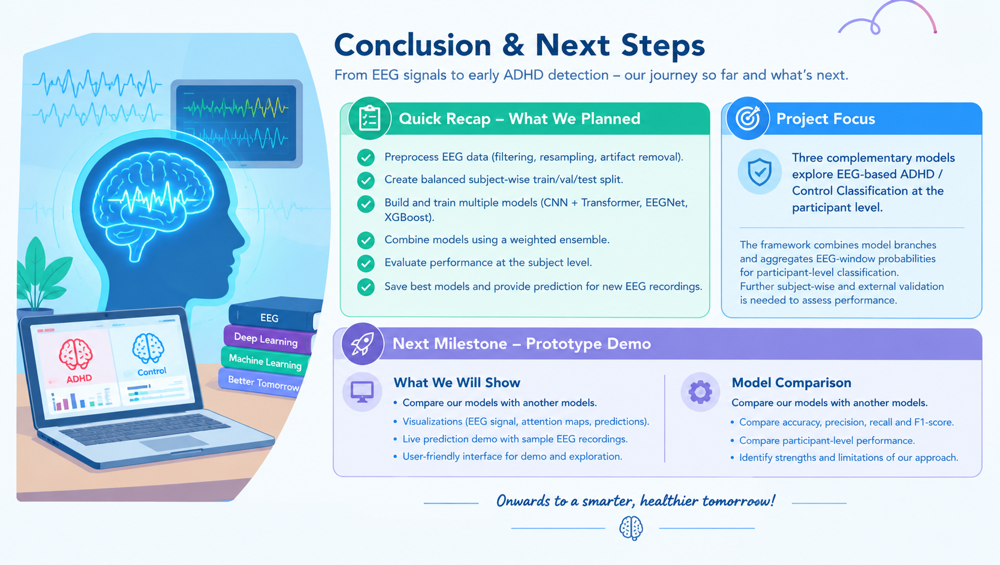 Conclusion & Next Steps
From EEG signals to early ADHD detection – our journey so far and what's next.
Quick Recap – What We Planned
Preprocess EEG data (filtering, resampling, artifact removal).
Create balanced subject-wise train/val/test split.
Build and train multiple models (CNN + Transformer, EEGNet,
XGBoost).
Combine models using a weighted ensemble.
Evaluate performance at the subject level.
Save best models and provide prediction for new EEG recordings.
Project Focus
Three complementary models
explore EEG-based ADHD /
Control Classification at the
participant level.
The framework combines model branches
and aggregates EEG-window probabilities
for participant-level classification.
Further subject-wise and external validation
is needed to assess performance.
EEG
Deep Learning
Machine Learning
Better Tomorrow
ADHD
Control
Next Milestone – Prototype Demo
What We Will Show
• Compare our models with another models.
• Visualizations (EEG signal, attention maps, predictions).
• Live prediction demo with sample EEG recordings.
• User-friendly interface for demo and exploration.
Model Comparison
Compare our models with another models.
• Compare accuracy, precision, recall and F1-score.
• Compare participant-level performance.
• Identify strengths and limitations of our approach.
Onwards to a smarter, healthier tomorroow!